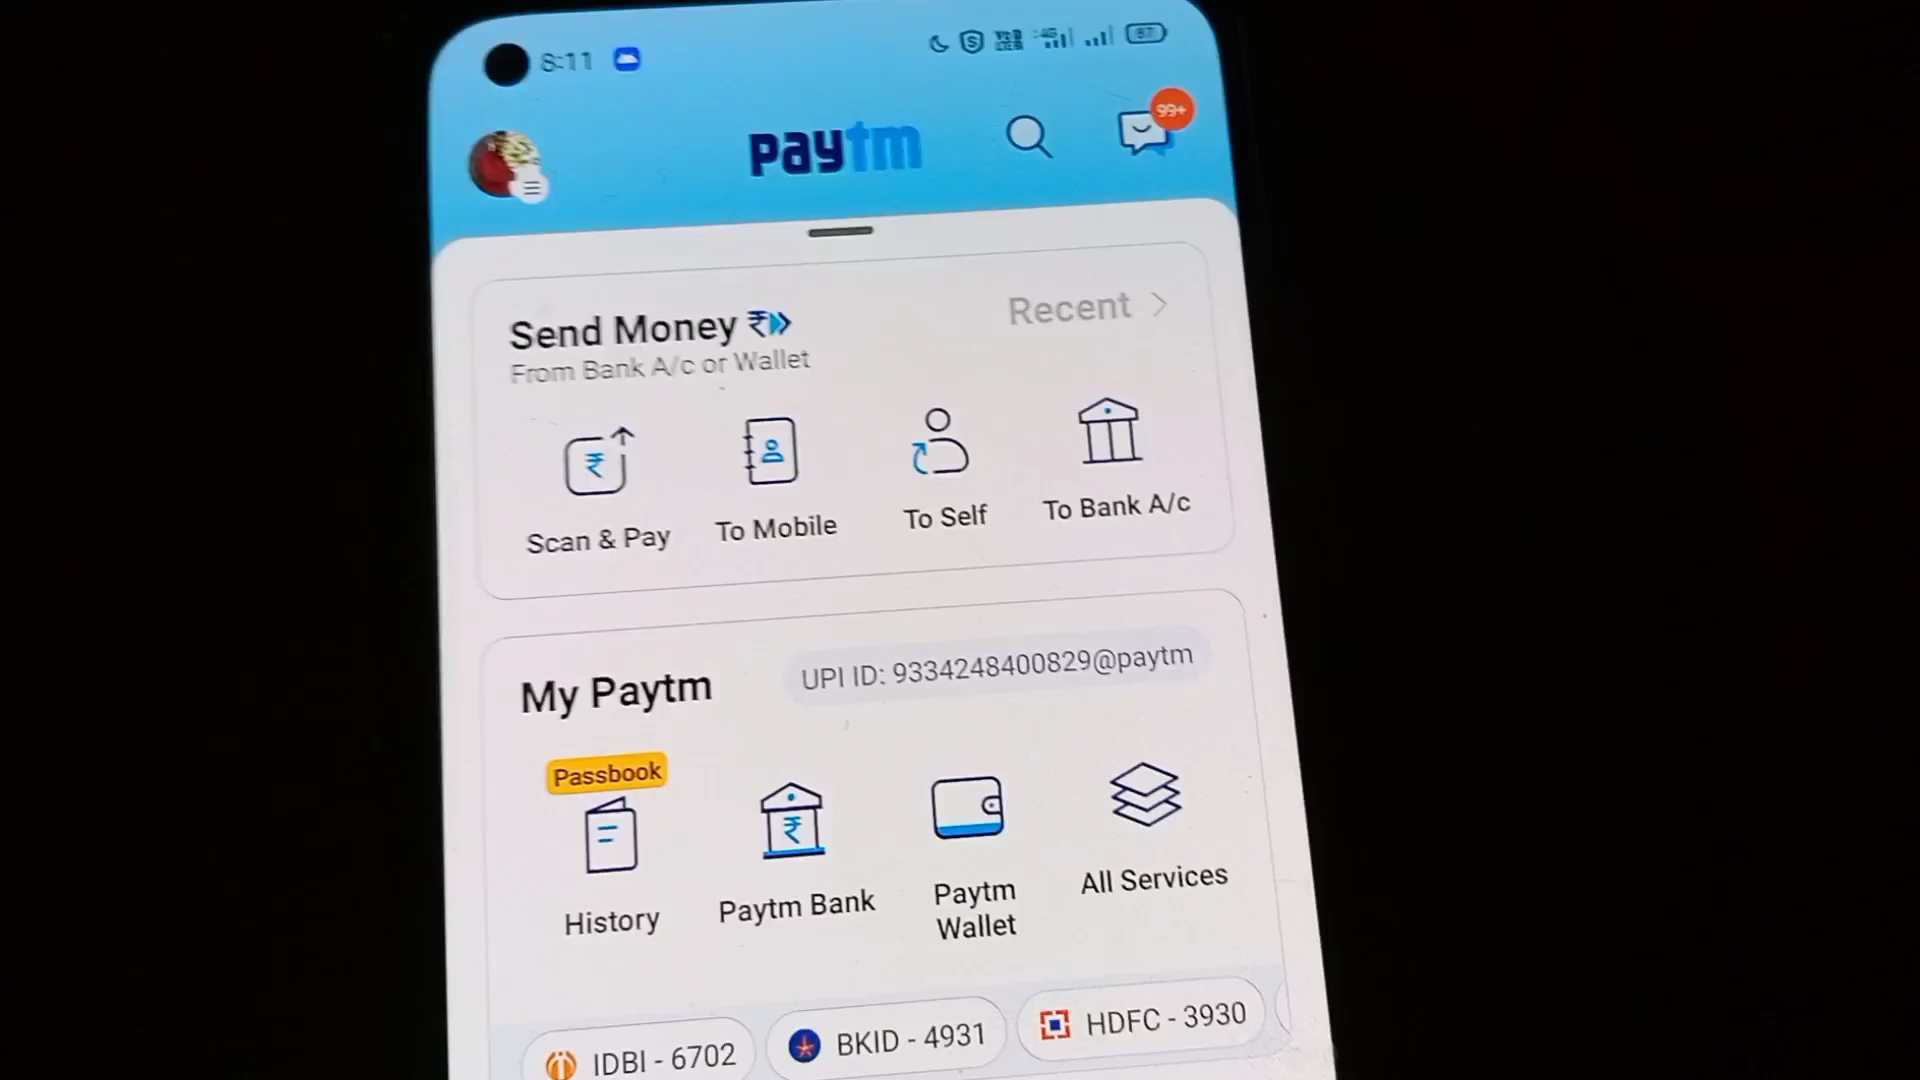 8:11
4G
87
paytm
99+
Send Money ₹
Recent
From Bank A/c or Wallet
₹
Scan & Pay
To Mobile
To Self
To Bank A/c
My Paytm
UPI ID: 9334248400829@paytm
Passbook
₹
History
Paytm Bank
Paytm
Wallet
All Services
IDBI - 6702
BKID - 4931
HDFC - 3930